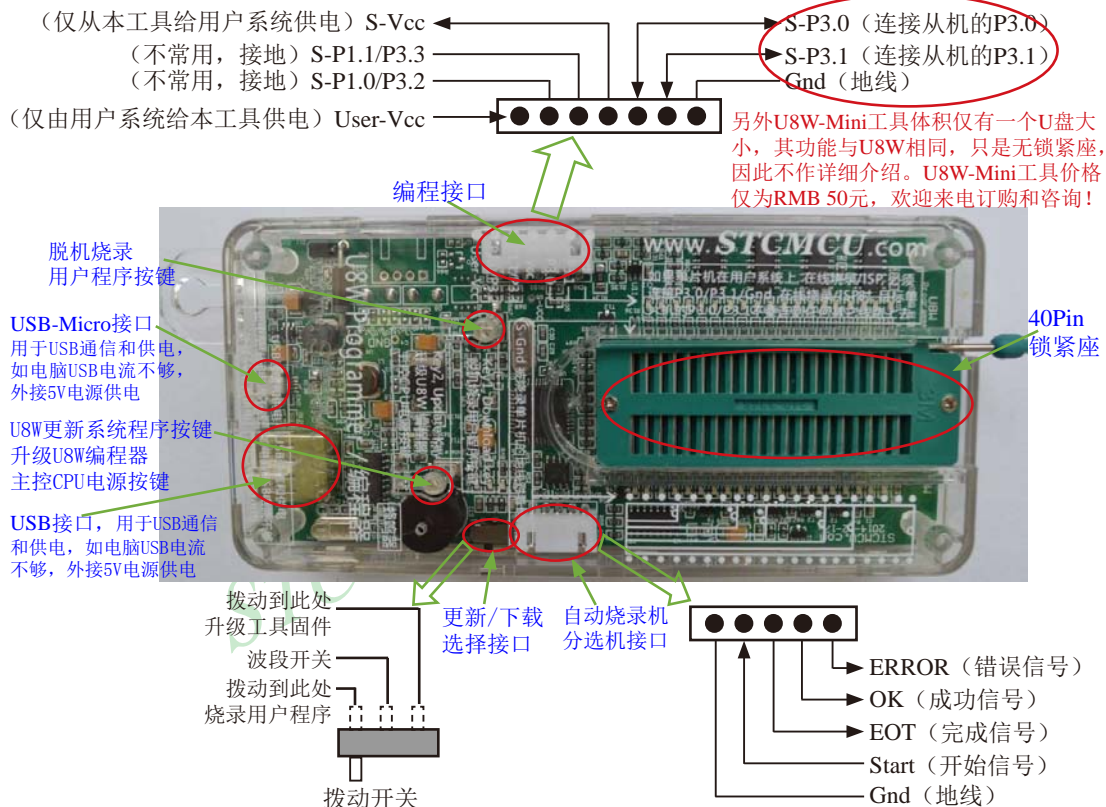 (仅从本工具给用户系统供电) S-Vcc
(不常用，接地) S-P1.1/P3.3
(不常用，接地) S-P1.0/P3.2
(仅由用户系统给本工具供电) User-Vcc
S-P3.0 (连接从机的P3.0)
S-P3.1 (连接从机的P3.1)
Gnd (地线)
另外U8W-Mini工具体积仅有一个U盘大
小，其功能与U8W相同，只是无锁紧座，
因此不作详细介绍。U8W-Mini工具价格
仅为RMB 50元，欢迎来电订购和咨询！
编程接口
脱机烧录
用户程序按键
USB-Micro接口
用于USB通信和供电，
如电脑USB电流不够，
外接5V电源供电
U8W更新系统程序按键
升级U8W编程器
主控CPU电源按键
USB接口，用于USB通信
和供电，如电脑USB电流
不够，外接5V电源供电
www.STCMCU.com
U8W Programmer
40Pin
锁紧座
拨动到此处
升级工具固件
波段开关
拨动到此处
烧录用户程序
拨动开关
更新/下载
选择接口
自动烧录机
分选机接口
ERROR (错误信号)
OK (成功信号)
EOT (完成信号)
Start (开始信号)
Gnd (地线)